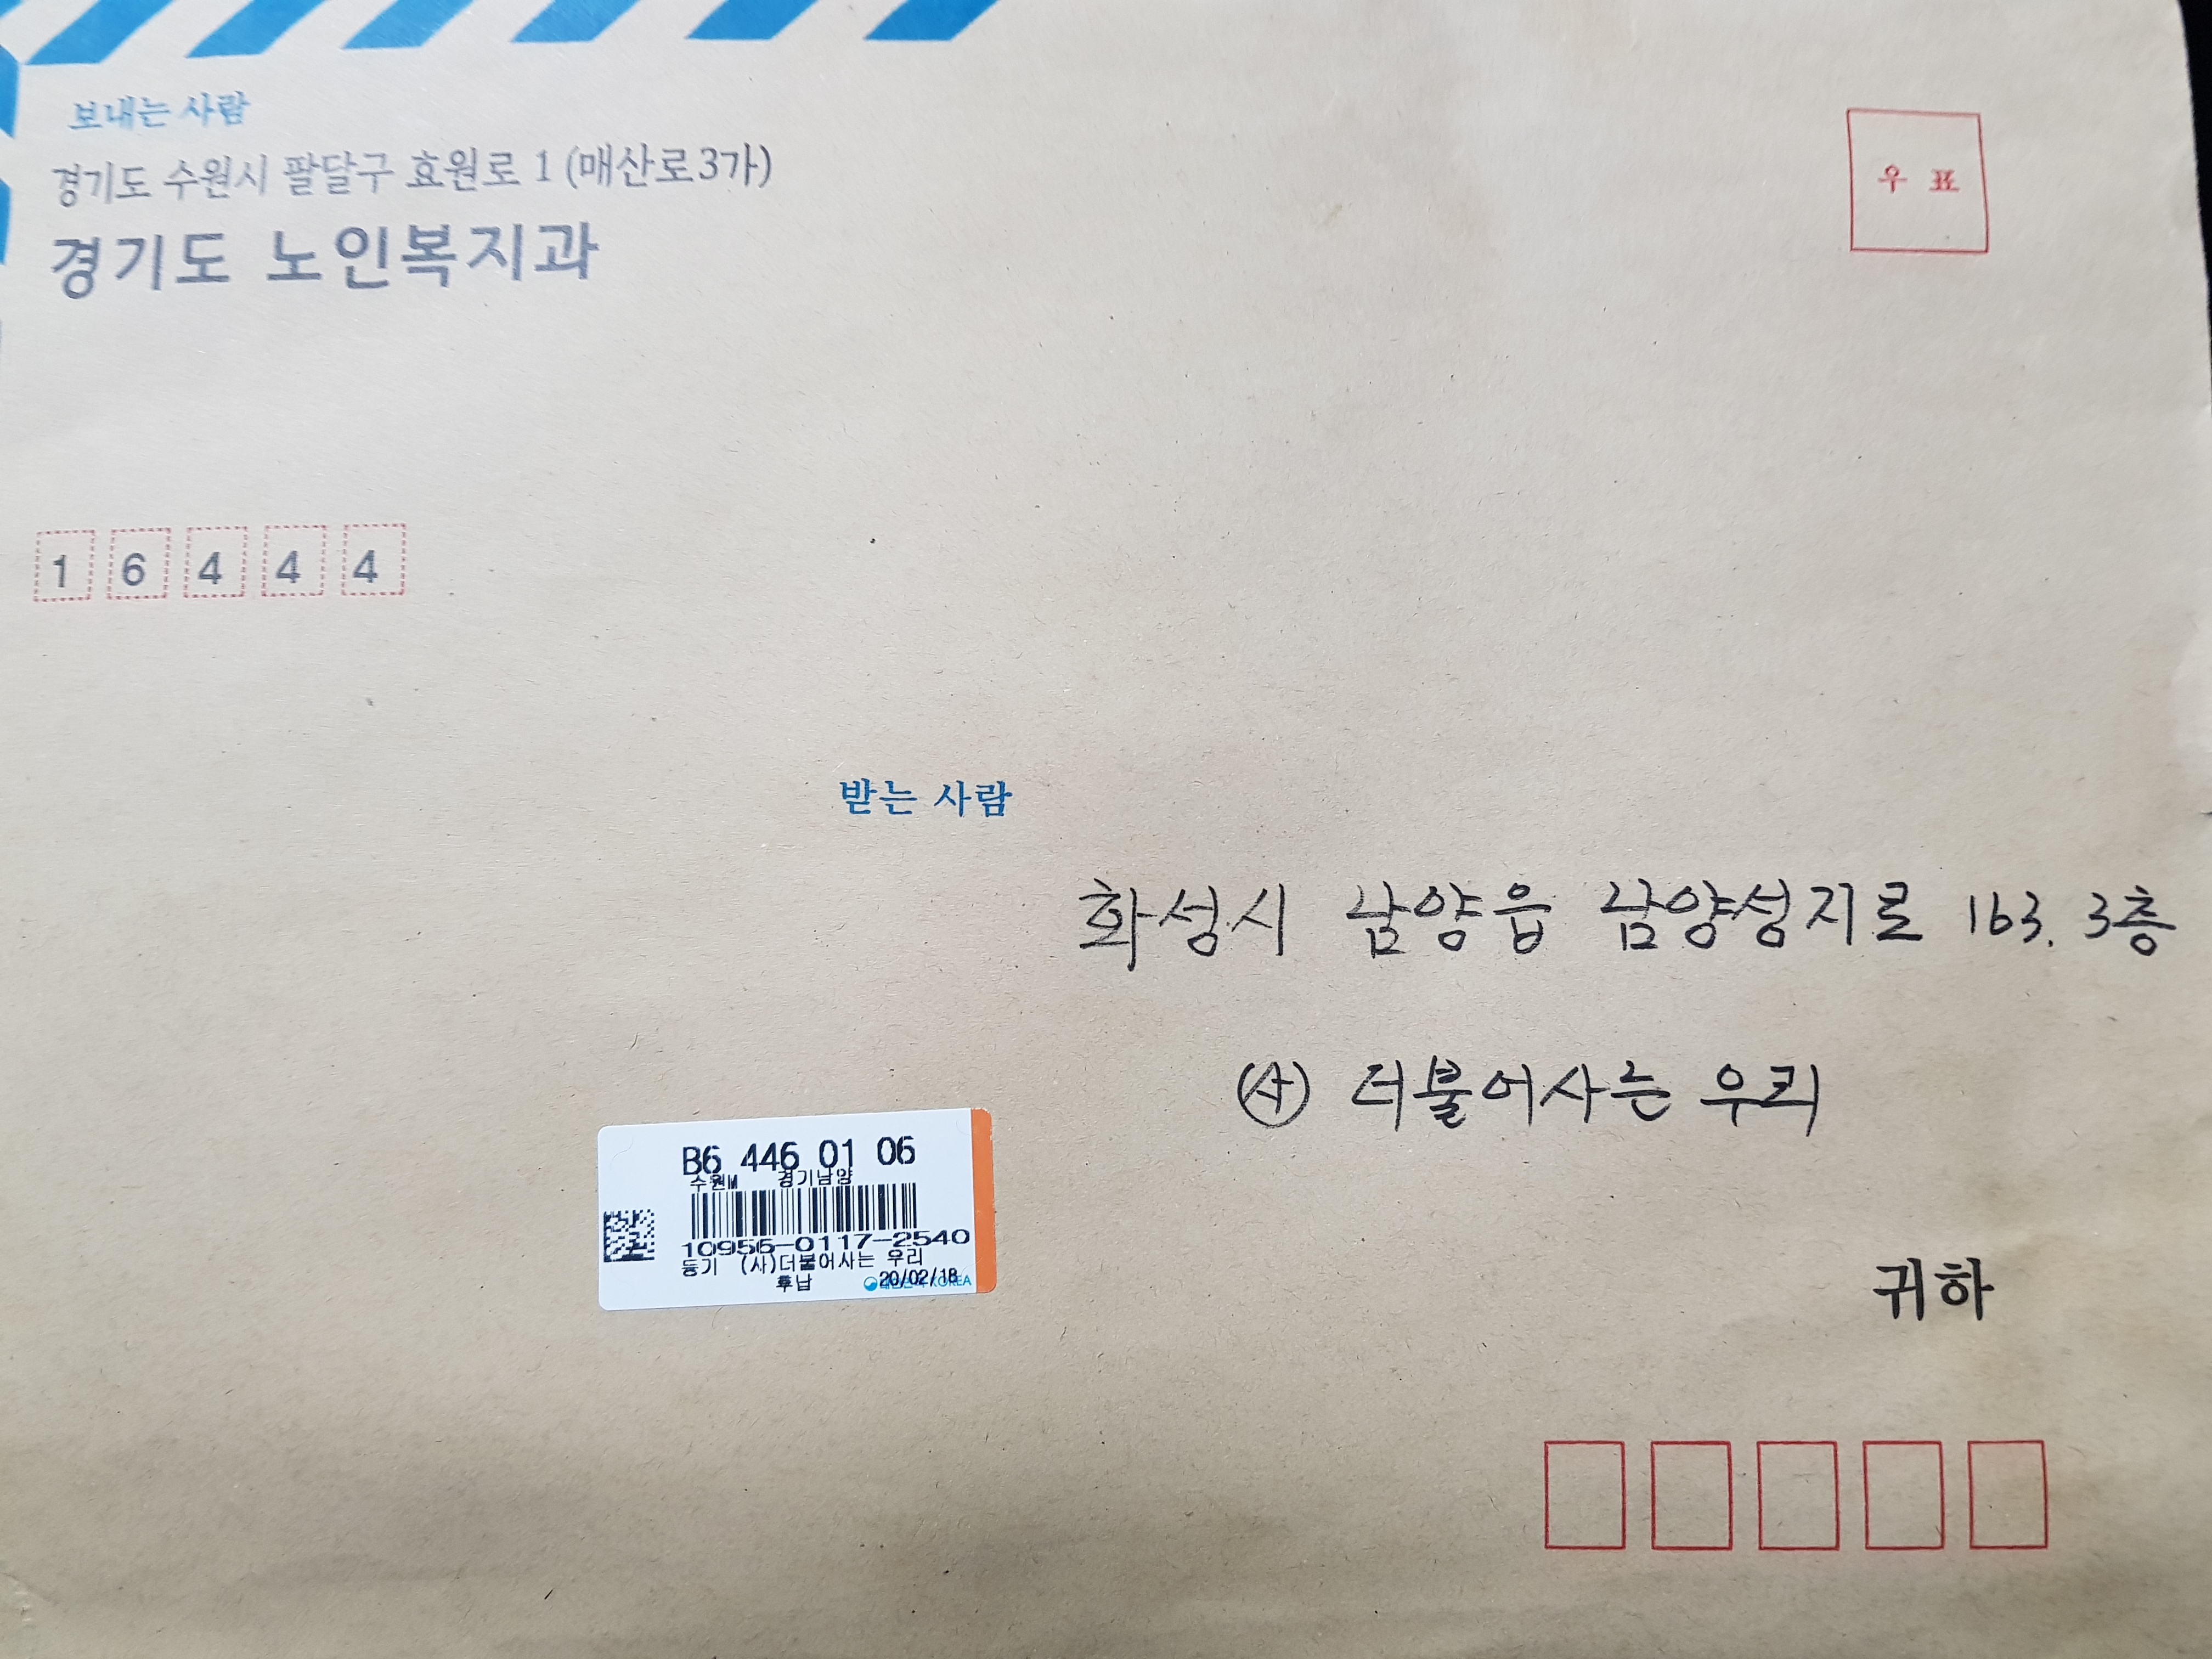 보내는 사람
경기도 수원시 팔달구 효원로 1 (매산로3가)
경기도 노인복지과
우 표
1 6 4 4 4
받는 사람
화성시 남양읍 남양성지로 163. 3층
(사) 더불어사는 우리
B6 446 01 06
수원M 경기남양
10956-0117-2540
등기 (사)더불어사는 우리
후납 20/02/18 KOREA
귀하